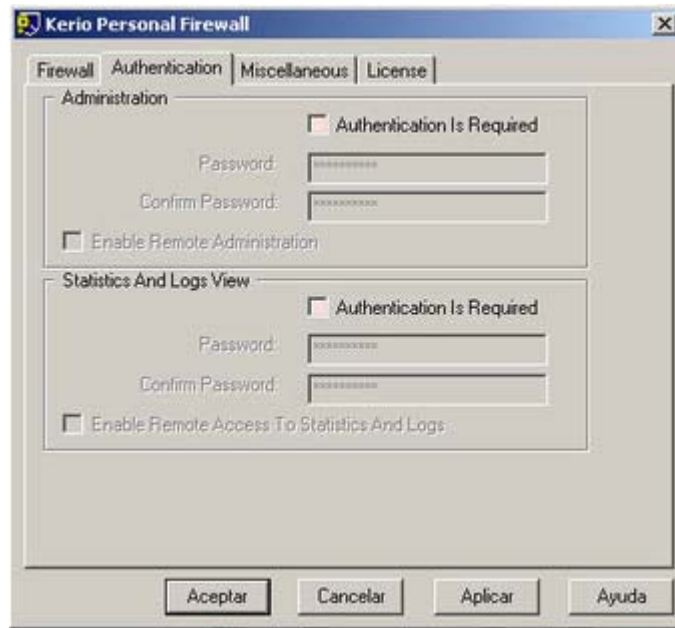 Kerio Personal Firewall
Firewall Authentication Miscellaneous License
Administration
Authentication Is Required
Password:
Confirm Password:
Enable Remote Administration
Statistics And Logs View
Authentication Is Required
Password:
Confirm Password:
Enable Remote Access To Statistics And Logs
Aceptar Cancelar Aplicar Ayuda